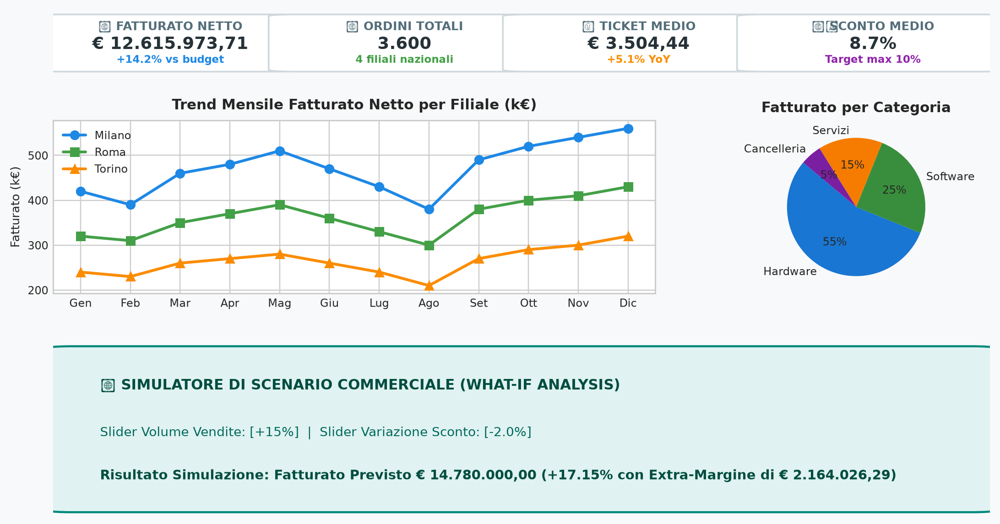 FATTURATO NETTO
€ 12.615.973,71
+14.2% vs budget
ORDINI TOTALI
3.600
4 filiali nazionali
TICKET MEDIO
€ 3.504,44
+5.1% YoY
SCONTO MEDIO
8.7%
Target max 10%
Trend Mensile Fatturato Netto per Filiale (k€)
Milano
Roma
Torino
Fatturato (k€)
500
400
300
200
Gen Feb Mar Apr Mag Giu Lug Ago Set Ott Nov Dic
Fatturato per Categoria
Servizi
Cancelleria
Software
Hardware
15%
5%
25%
55%
SIMULATORE DI SCENARIO COMMERCIALE (WHAT-IF ANALYSIS)
Slider Volume Vendite: [+15%] | Slider Variazione Sconto: [-2.0%]
Risultato Simulazione: Fatturato Previsto € 14.780.000,00 (+17.15% con Extra-Margine di € 2.164.026,29)